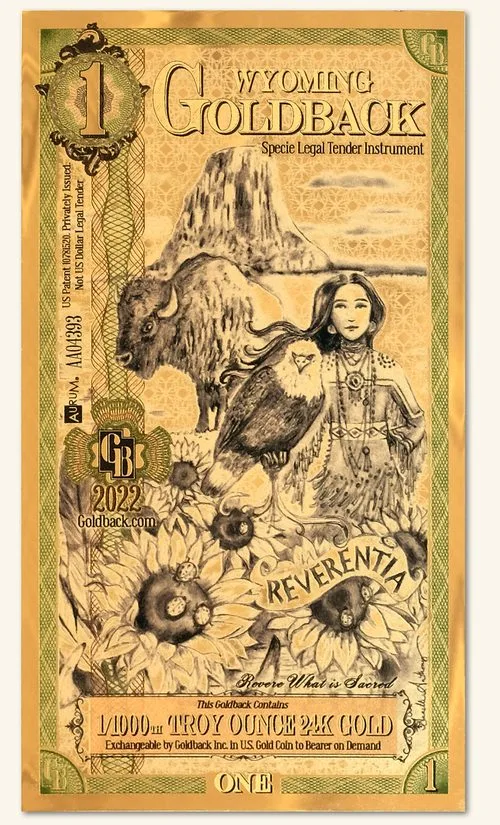 1
GB
WYOMING
GOLDBACK
Specie Legal Tender Instrument
US Patent 10786520. Privately Issued.
Not US Dollar Legal Tender
AA04393
AURUM
GB
2022
Goldback.com
REVERENTIA
Revere What is Sacred
This Goldback Contains
1/1000TH TROY OUNCE 24K GOLD
Exchangeable by Goldback Inc. in U.S. Gold Coin to Bearer on Demand
GB
ONE
1